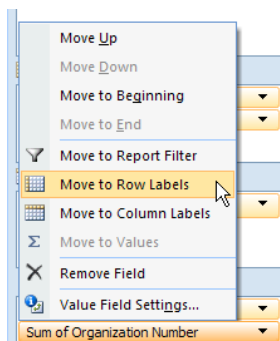 Move Up
Move Down
Move to Beginning
Move to End
Move to Report Filter
Move to Row Labels
Move to Column Labels
Σ Move to Values
Remove Field
Value Field Settings...
Sum of Organization Number